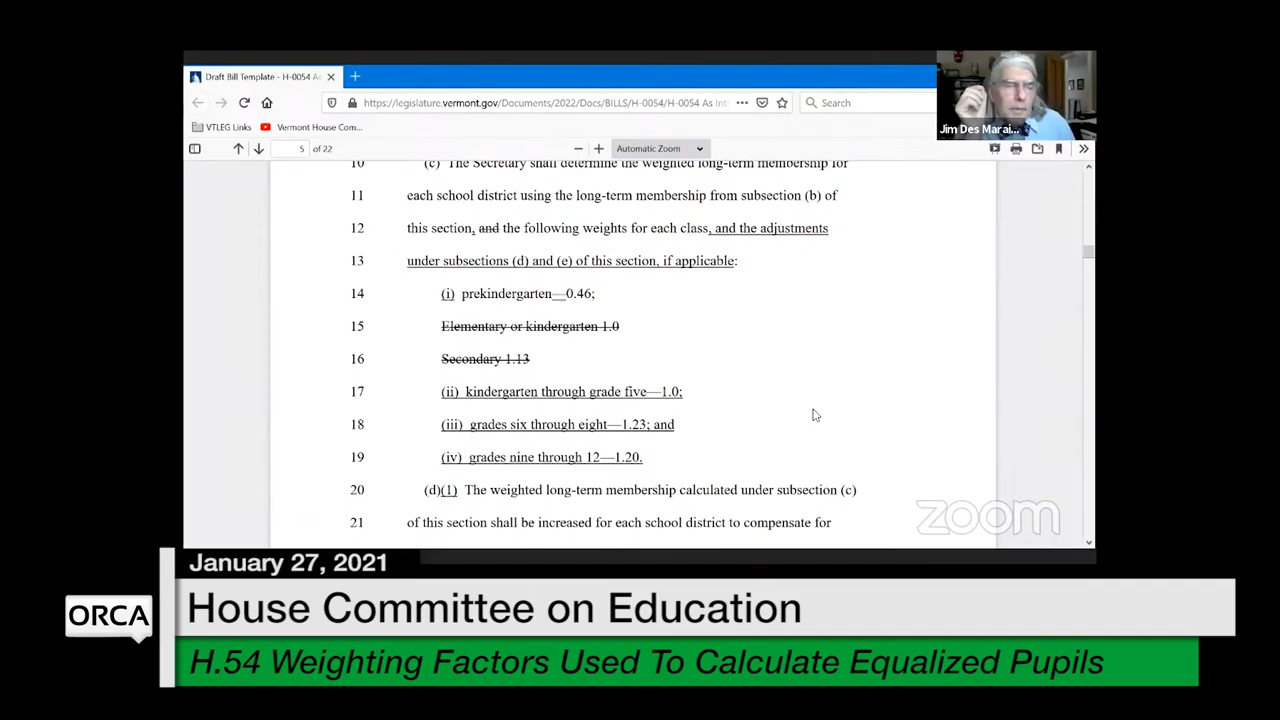 Draft Bill Template - H-0054 As
https://legislature.vermont.gov/Documents/2022/Docs/BILLS/H-0054/H-0054 As Int
Search
VTLEG Links
Vermont House Com...
5 of 22
Automatic Zoom
Jim Des Marai...
10 (c) The Secretary shall determine the weighted long-term membership for
11 each school district using the long-term membership from subsection (b) of
12 this section, and the following weights for each class, and the adjustments
13 under subsections (d) and (e) of this section, if applicable:
14 (i) prekindergarten—0.46;
15 Elementary or kindergarten 1.0
16 Secondary 1.13
17 (ii) kindergarten through grade five—1.0;
18 (iii) grades six through eight—1.23; and
19 (iv) grades nine through 12—1.20.
20 (d)(1) The weighted long-term membership calculated under subsection (c)
21 of this section shall be increased for each school district to compensate for
zoom
January 27, 2021
ORCA
House Committee on Education
H.54 Weighting Factors Used To Calculate Equalized Pupils